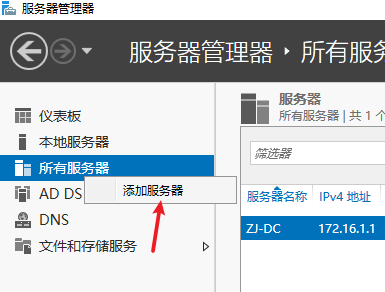 服务器管理器
服务器管理器 · 所有服务
仪表板
本地服务器
所有服务器
添加服务器
AD DS
DNS
文件和存储服务
服务器
所有服务器 | 共 1 个
筛选器
服务器名称 IPv4 地址
ZJ-DC 172.16.1.1